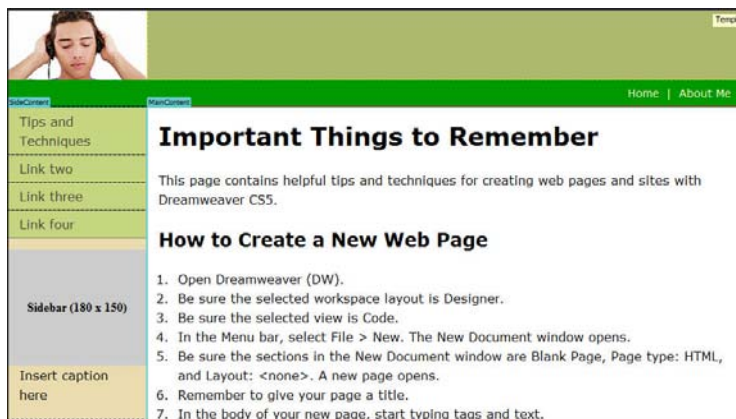 Temp
Home | About Me
SideContent
MainContent
Tips and
Techniques
Link two
Link three
Link four
Sidebar (180 x 150)
Insert caption
here
Important Things to Remember
This page contains helpful tips and techniques for creating web pages and sites with
Dreamweaver CS5.
How to Create a New Web Page
1. Open Dreamweaver (DW).
2. Be sure the selected workspace layout is Designer.
3. Be sure the selected view is Code.
4. In the Menu bar, select File > New. The New Document window opens.
5. Be sure the sections in the New Document window are Blank Page, Page type: HTML,
and Layout: <none>. A new page opens.
6. Remember to give your page a title.
7. In the body of your new page, start typing tags and text.